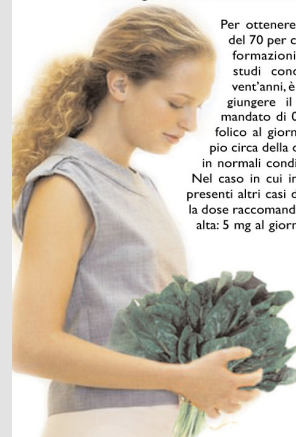 Per ottenere
del 70 per c
formazioni
studi conc
vent'anni, è
giungere il
mandato di 0
folico al giorn
pio circa della d
in normali condi
Nel caso in cui in
presenti altri casi d
la dose raccomand
alta: 5 mg al giorn